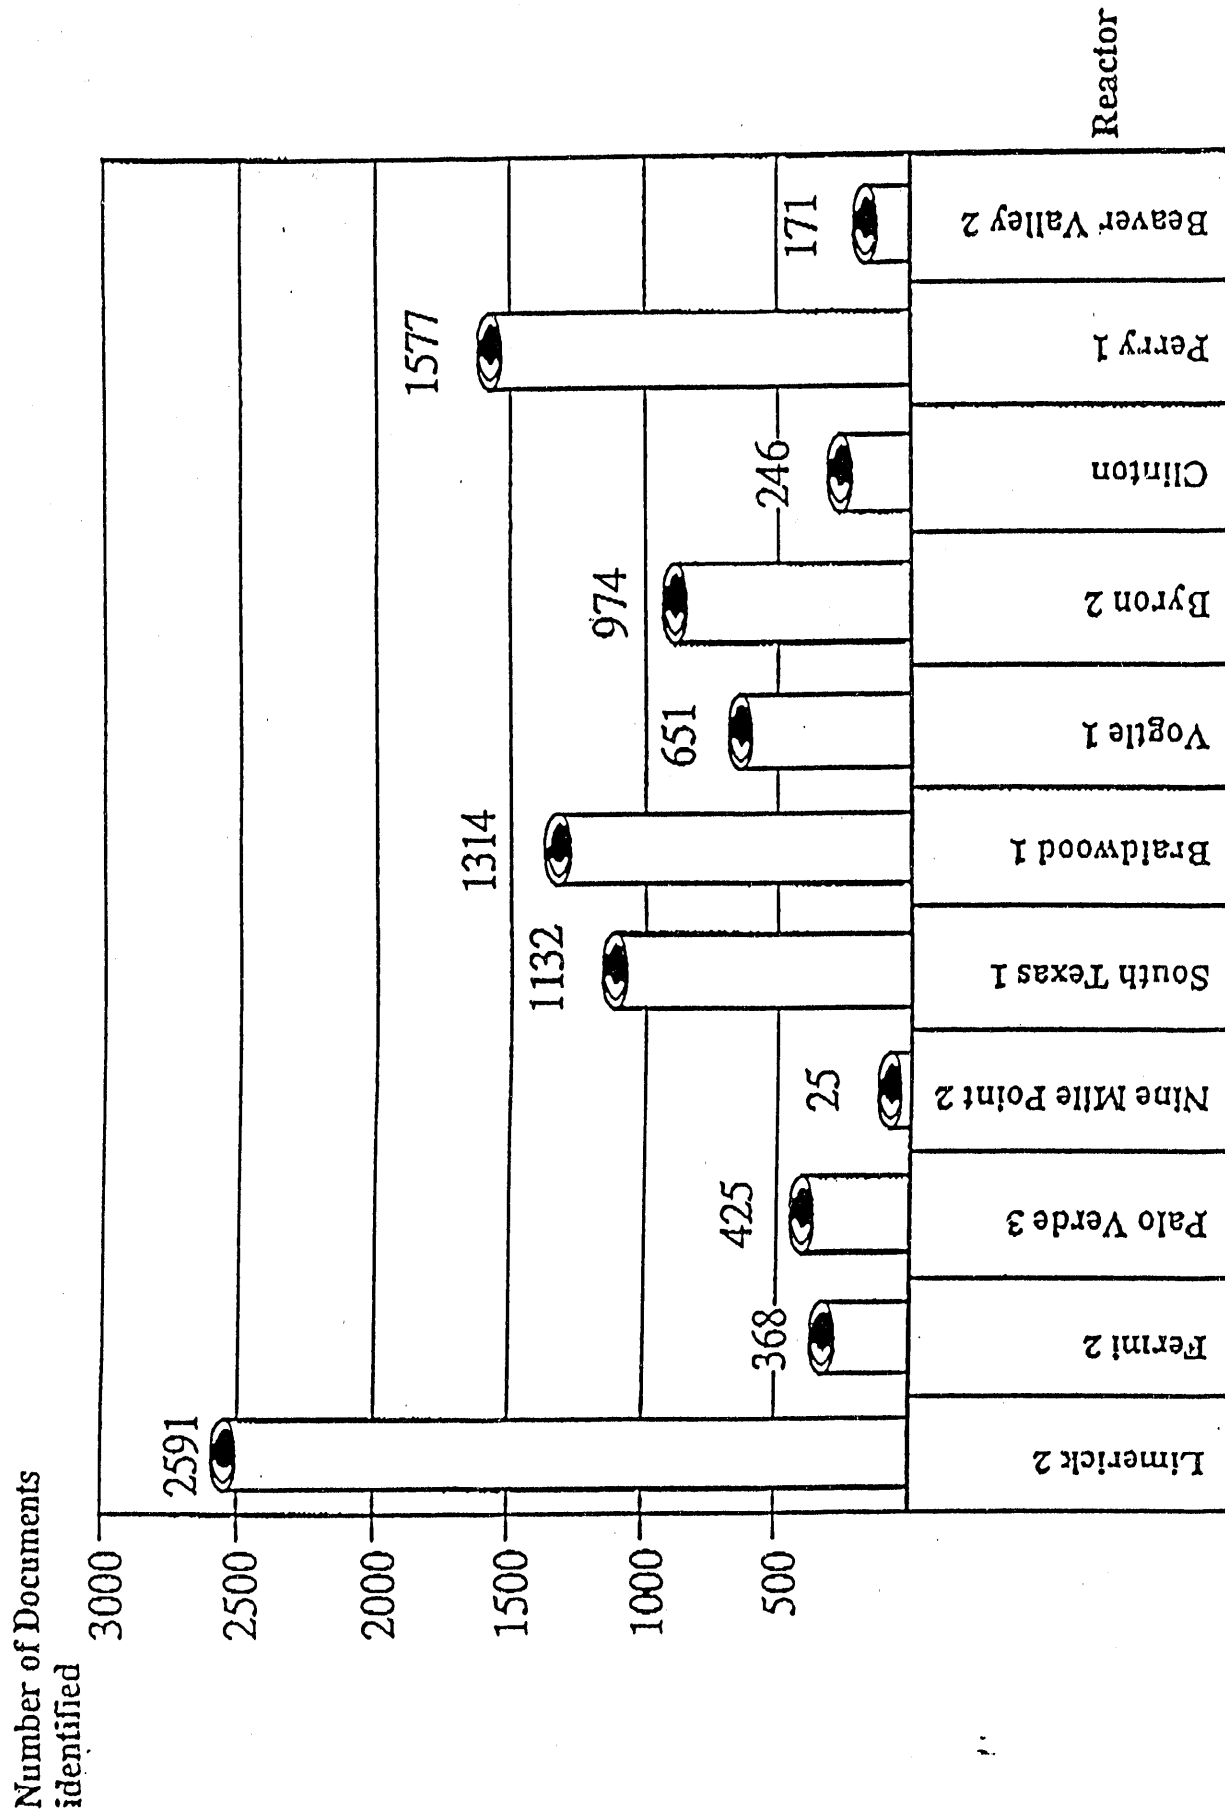 Number of Documents
identified
3000
2500
2000
1500
1000
500
2591
368
425
25
1132
1314
651
974
246
1577
171
Limerick 2
Fermi 2
Palo Verde 3
Nine Mile Point 2
South Texas 1
Braidwood 1
Vogtle 1
Byron 2
Clinton
Perry 1
Beaver Valley 2
Reactor